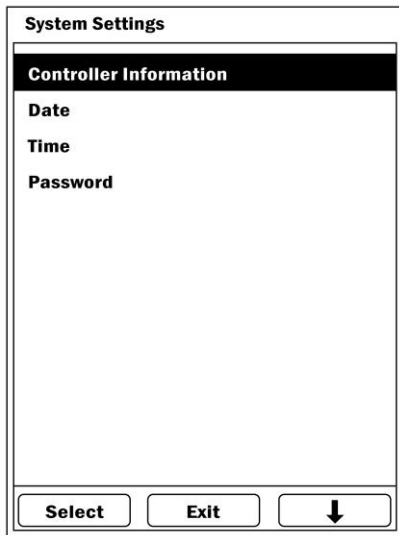 System Settings
Controller Information
Date
Time
Password
Select Exit